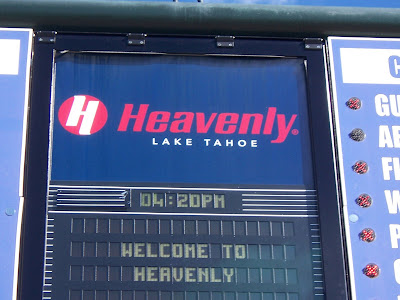 H Heavenly®
LAKE TAHOE
04:20PM
WELCOME TO
HEAVENLY